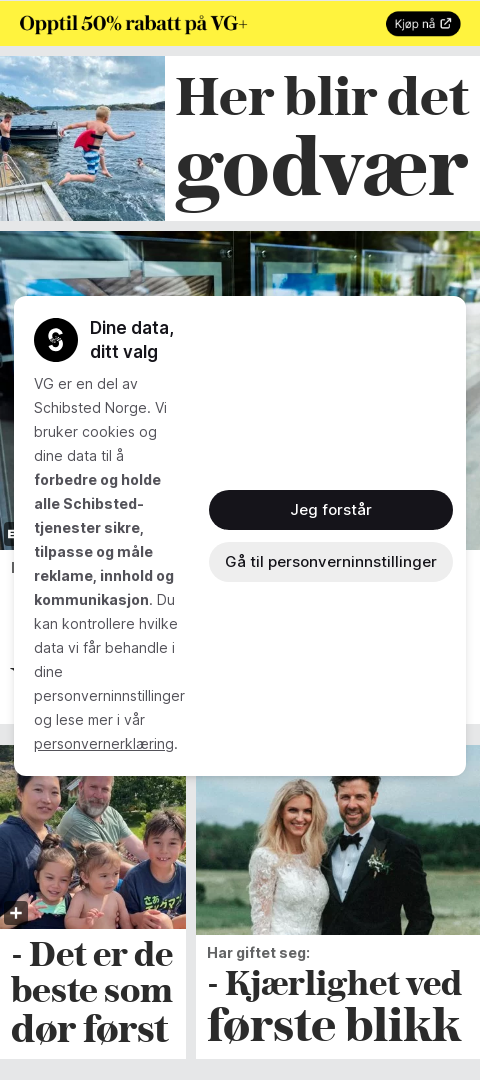 Opptil 50% rabatt på VG+
Kjøp nå
Her blir det
godvær
Dine data,
ditt valg
VG er en del av
Schibsted Norge. Vi
bruker cookies og
dine data til å
forbedre og holde
alle Schibsted-
tjenester sikre,
tilpasse og måle
reklame, innhold og
kommunikasjon. Du
kan kontrollere hvilke
data vi får behandle i
dine
personverninnstillinger
og lese mer i vår
personvernerklæring.
Jeg forstår
Gå til personverninnstillinger
- Det er de
beste som
dør først
Har giftet seg:
- Kjærlighet ved
første blikk